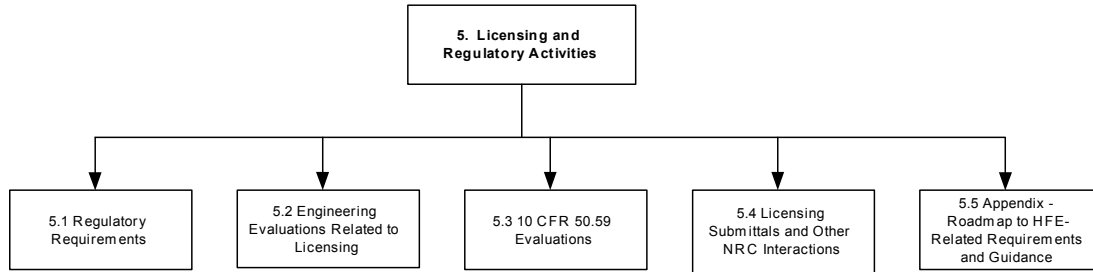 5. Licensing and
Regulatory Activities
5.1 Regulatory
Requirements
5.2 Engineering
Evaluations Related to
Licensing
5.3 10 CFR 50.59
Evaluations
5.4 Licensing
Submittals and Other
NRC Interactions
5.5 Appendix -
Roadmap to HFE-
Related Requirements
and Guidance